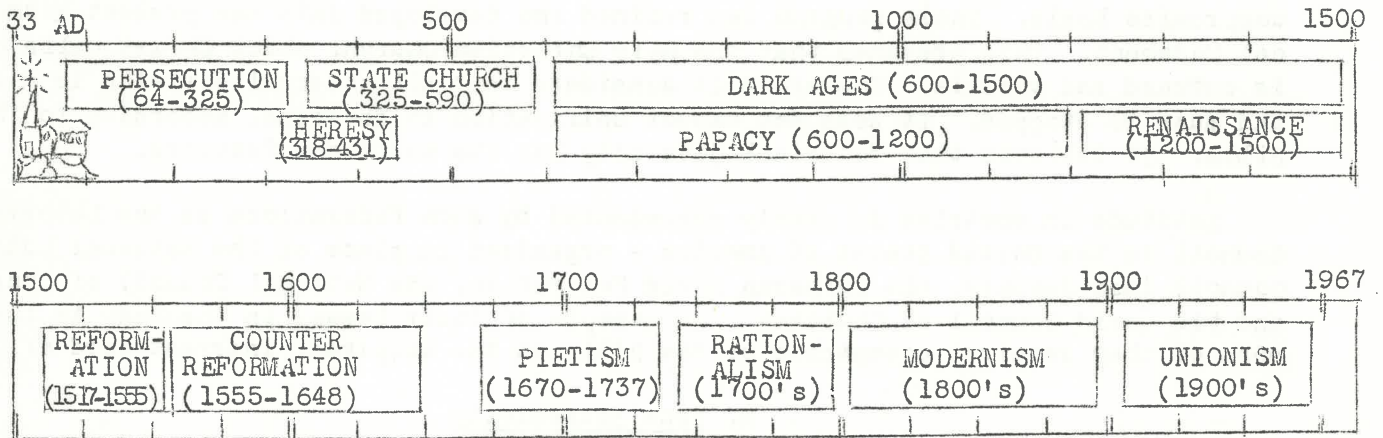 33 AD 500 1000 1500
PERSECUTION STATE CHURCH DARK AGES (600-1500)
(64-325) (325-590)
HERESY PAPACY (600-1200) RENAISSANCE
(318-431) (1200-1500)
1500 1600 1700 1800 1900 1967
REFORM- COUNTER PIETISM RATION- MODERNISM UNIONISM
ATION REFORMATION (1670-1737) ALISM (1800's) (1900's)
(1517-1555) (1555-1648) (1700's)